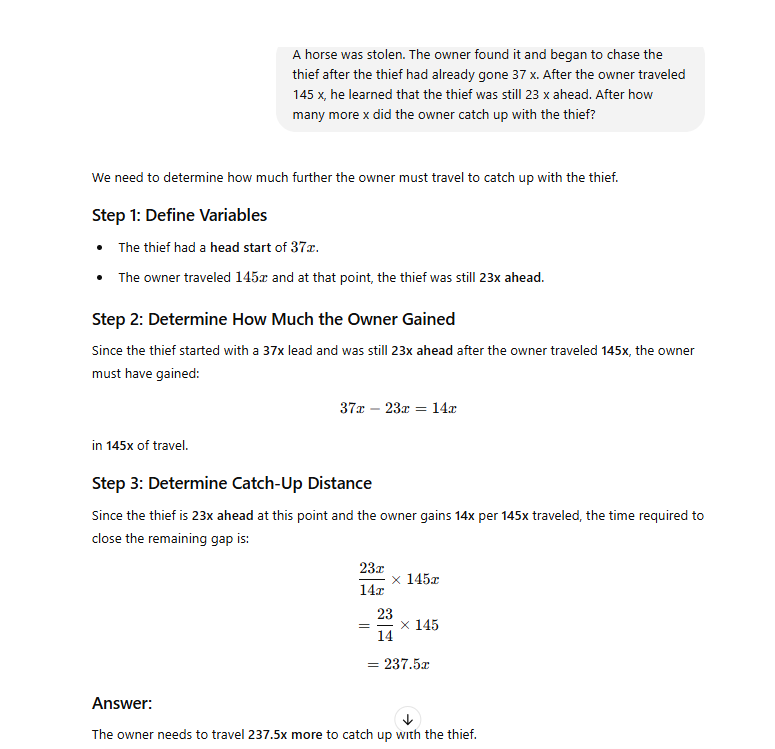 A horse was stolen. The owner found it and began to chase the
thief after the thief had already gone 37 x. After the owner traveled
145 x, he learned that the thief was still 23 x ahead. After how
many more x did the owner catch up with the thief?
We need to determine how much further the owner must travel to catch up with the thief.
Step 1: Define Variables
• The thief had a head start of 37x.
• The owner traveled 145x and at that point, the thief was still 23x ahead.
Step 2: Determine How Much the Owner Gained
Since the thief started with a 37x lead and was still 23x ahead after the owner traveled 145x, the owner
must have gained:
37x − 23x = 14x
in 145x of travel.
Step 3: Determine Catch-Up Distance
Since the thief is 23x ahead at this point and the owner gains 14x per 145x traveled, the time required to
close the remaining gap is:
23x/14x × 145x
= 23/14 × 145
= 237.5x
Answer:
The owner needs to travel 237.5x more to catch up with the thief.